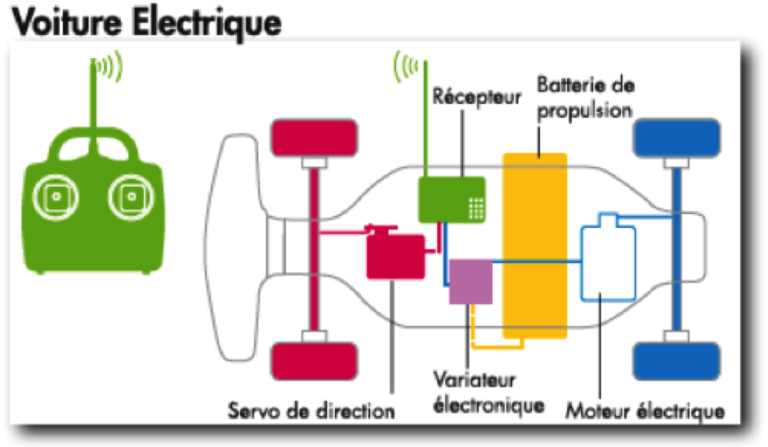 Voiture Electrique
Récepteur
Batterie de
propulsion
Servo de direction
Variateur
électronique
Moteur électrique